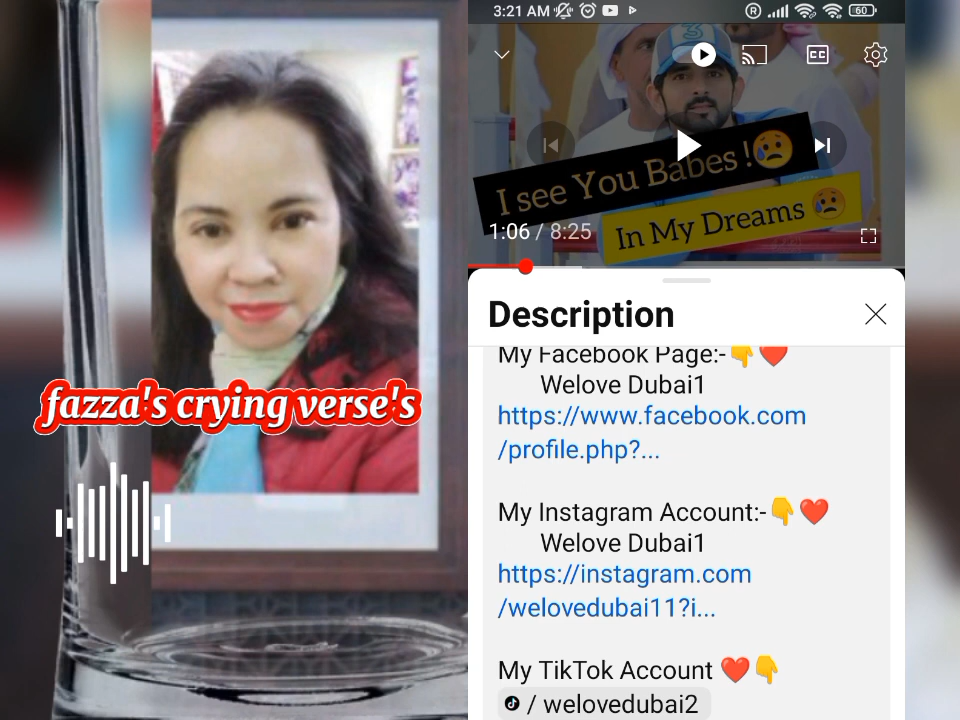 fazza's crying verse's
3:21 AM
R
60
3
CC
I see You Babes !😥
In My Dreams 😥
1:06 / 8:25
Description
My Facebook Page:-👇❤️
Welove Dubai1
https://www.facebook.com
/profile.php?...
My Instagram Account:-👇❤️
Welove Dubai1
https://instagram.com
/welovedubai11?i...
My TikTok Account ❤️👇
/ welovedubai2